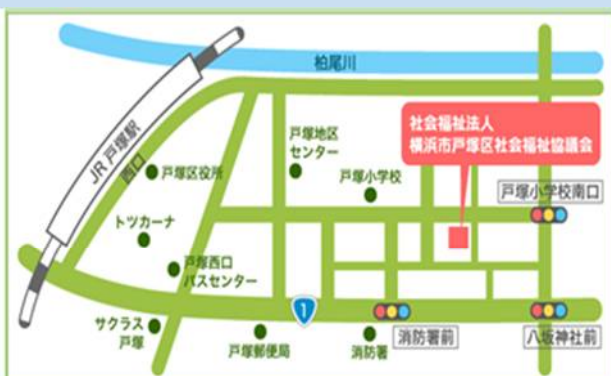 柏尾川
JR 戸塚駅
西口
社会福祉法人
横浜市戸塚区社会福祉協議会
戸塚地区
センター
戸塚区役所
戸塚小学校
戸塚小学校南口
トツカーナ
戸塚西口
バスセンター
1
サクラス
戸塚
戸塚郵便局
消防署
消防署前
八坂神社前